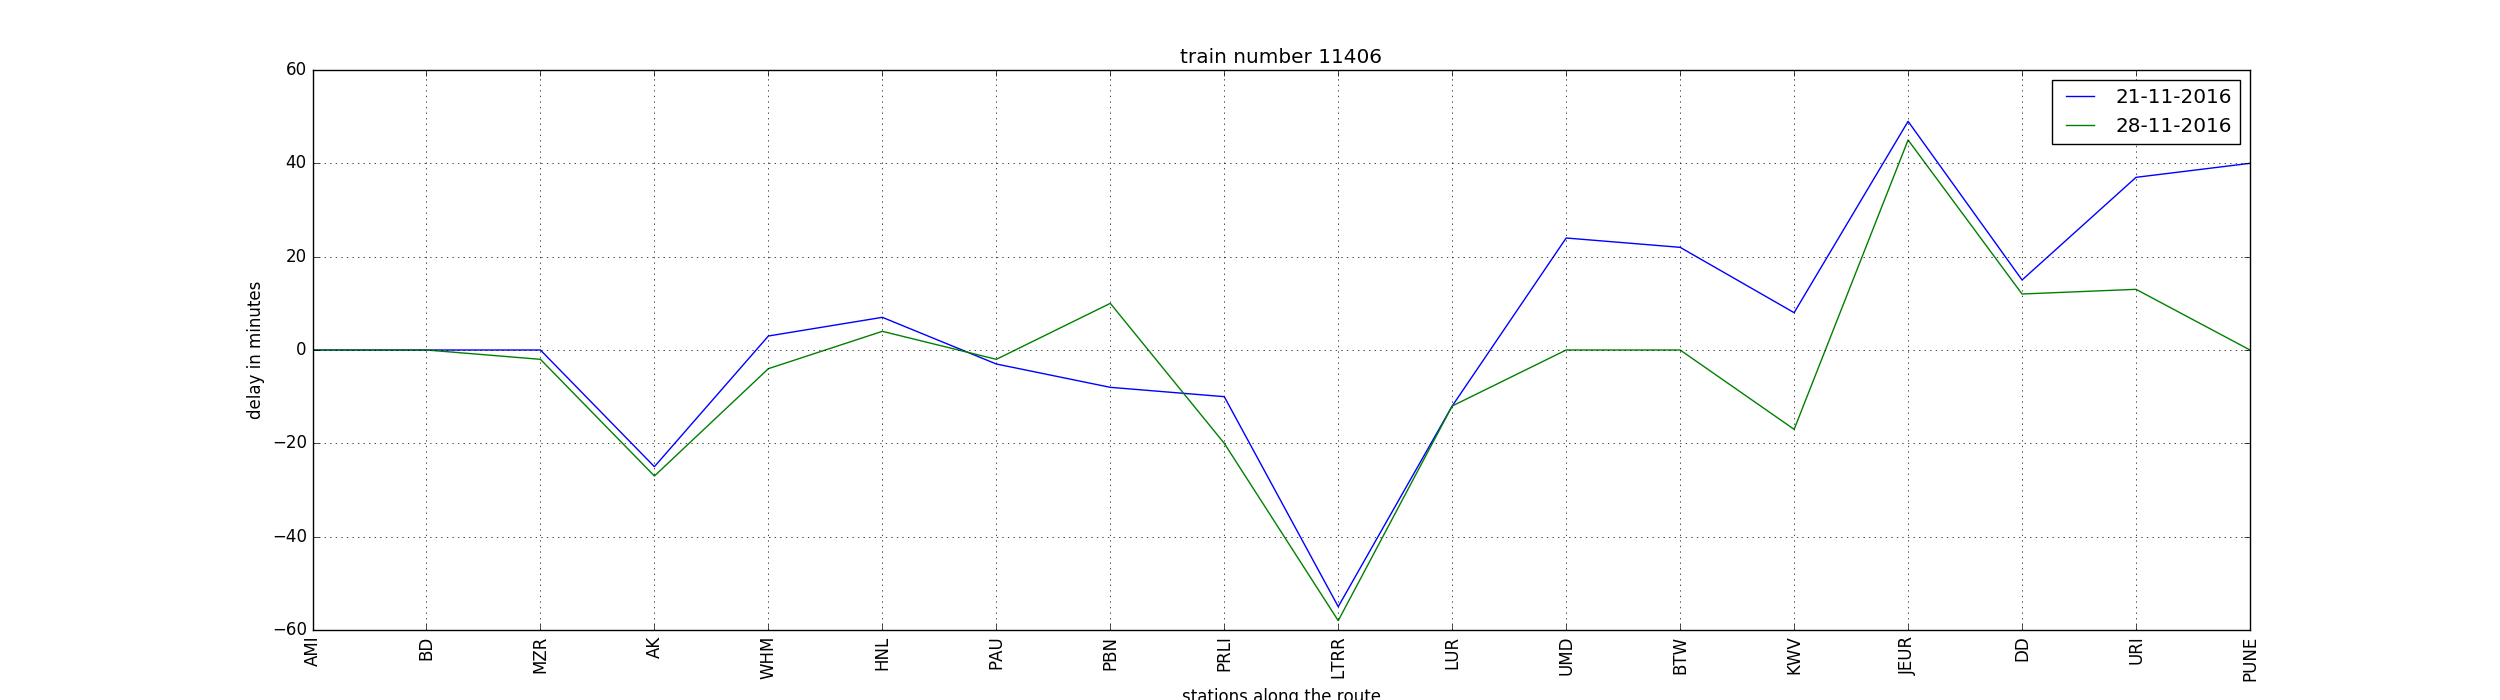 train number 11406
60
40
20
0
−20
−40
−60
delay in minutes
21-11-2016
28-11-2016
AMI
BD
MZR
AK
WHM
HNL
PAU
PBN
PRLI
LTRR
LUR
UMD
BTW
KWV
JEUR
DD
URI
PUNE
stations along the route